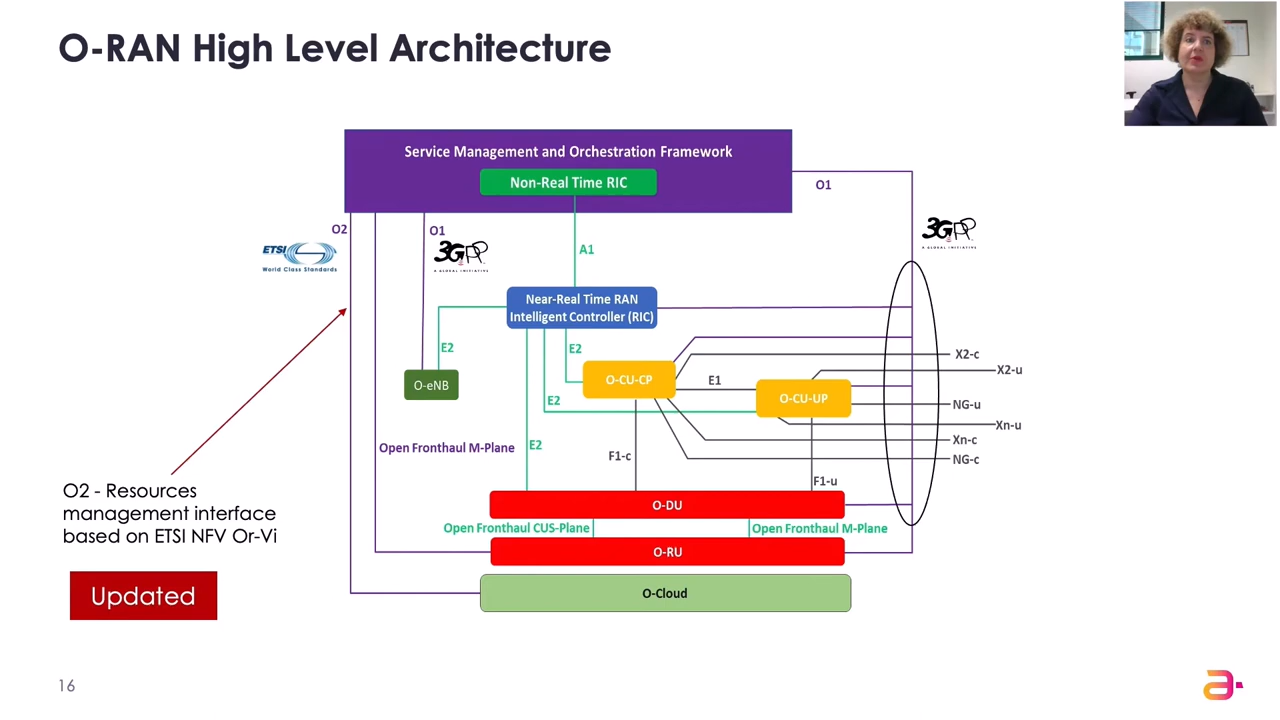 O-RAN High Level Architecture
Service Management and Orchestration Framework
Non-Real Time RIC
O1
O2
O1
ETSI
World Class Standards
3GPP
A GLOBAL INITIATIVE
3GPP
A GLOBAL INITIATIVE
A1
Near-Real Time RAN
Intelligent Controller (RIC)
E2
E2
O-eNB
O-CU-CP
E1
O-CU-UP
E2
X2-c
X2-u
NG-u
Xn-u
Xn-c
NG-c
Open Fronthaul M-Plane
E2
F1-c
F1-u
O-DU
Open Fronthaul CUS-Plane
Open Fronthaul M-Plane
O-RU
O-Cloud
O2 - Resources
management interface
based on ETSI NFV Or-Vi
Updated
16
a